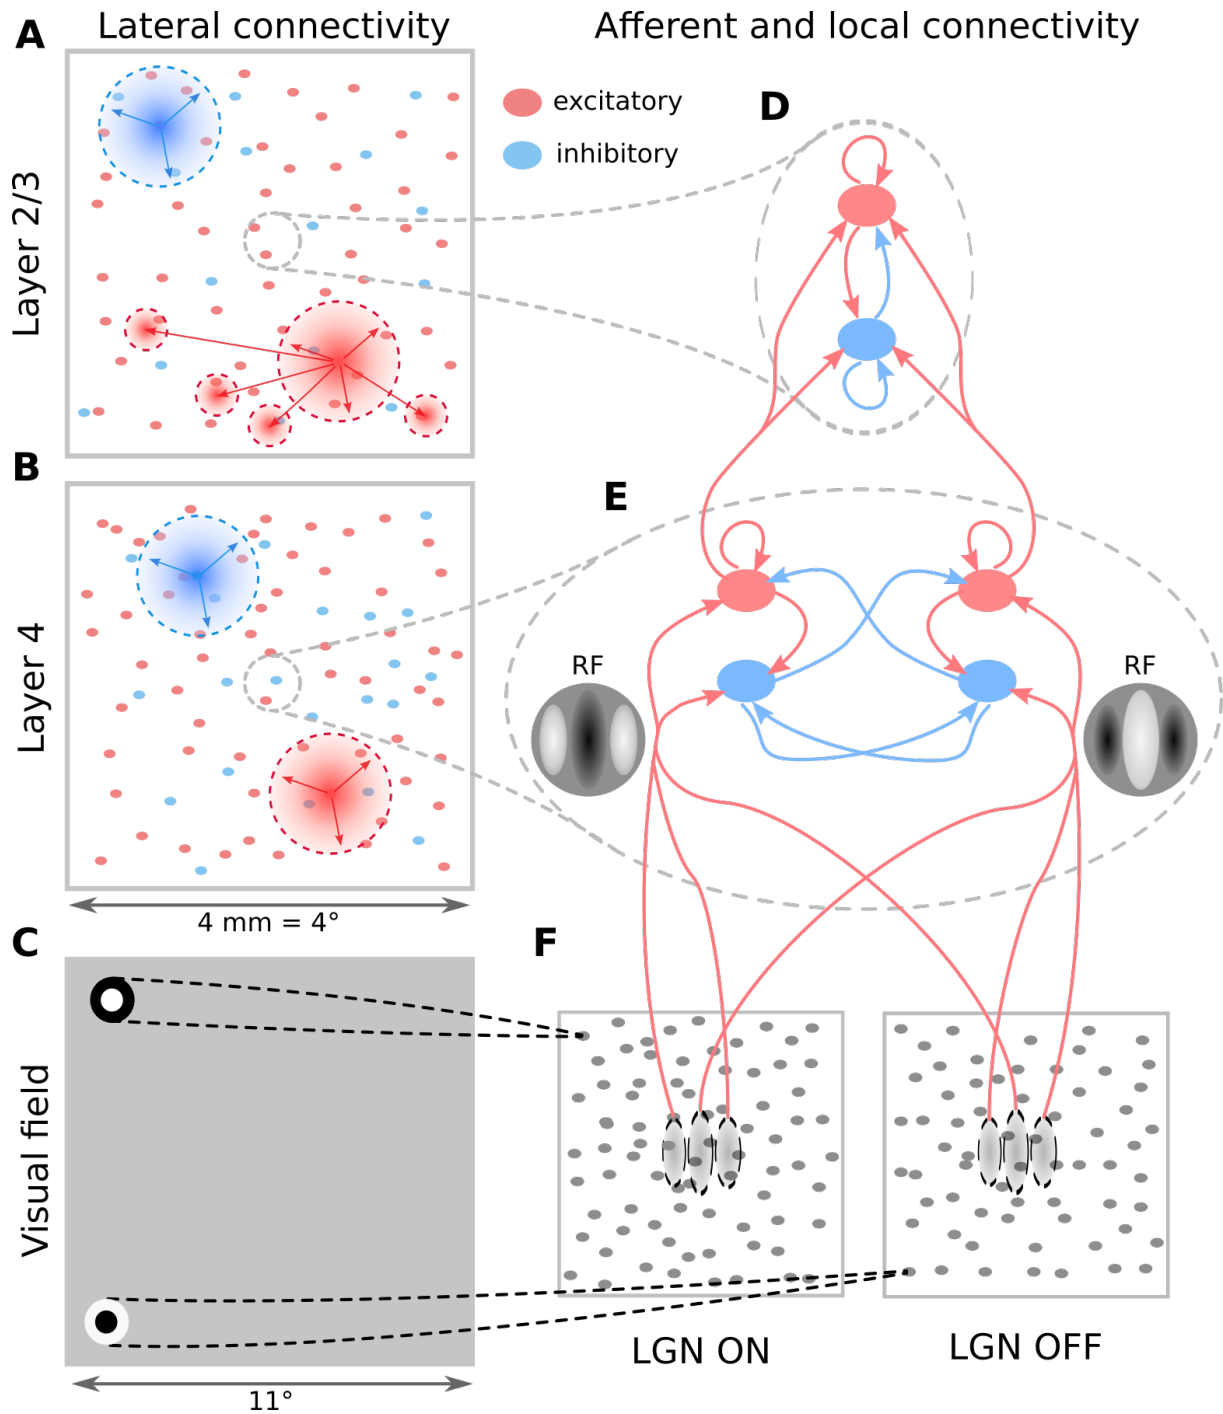 Lateral connectivity
Afferent and local connectivity
A
Layer 2/3
excitatory
inhibitory
D
B
Layer 4
4 mm = 4°
E
RF
RF
C
Visual field
11°
F
LGN ON
LGN OFF